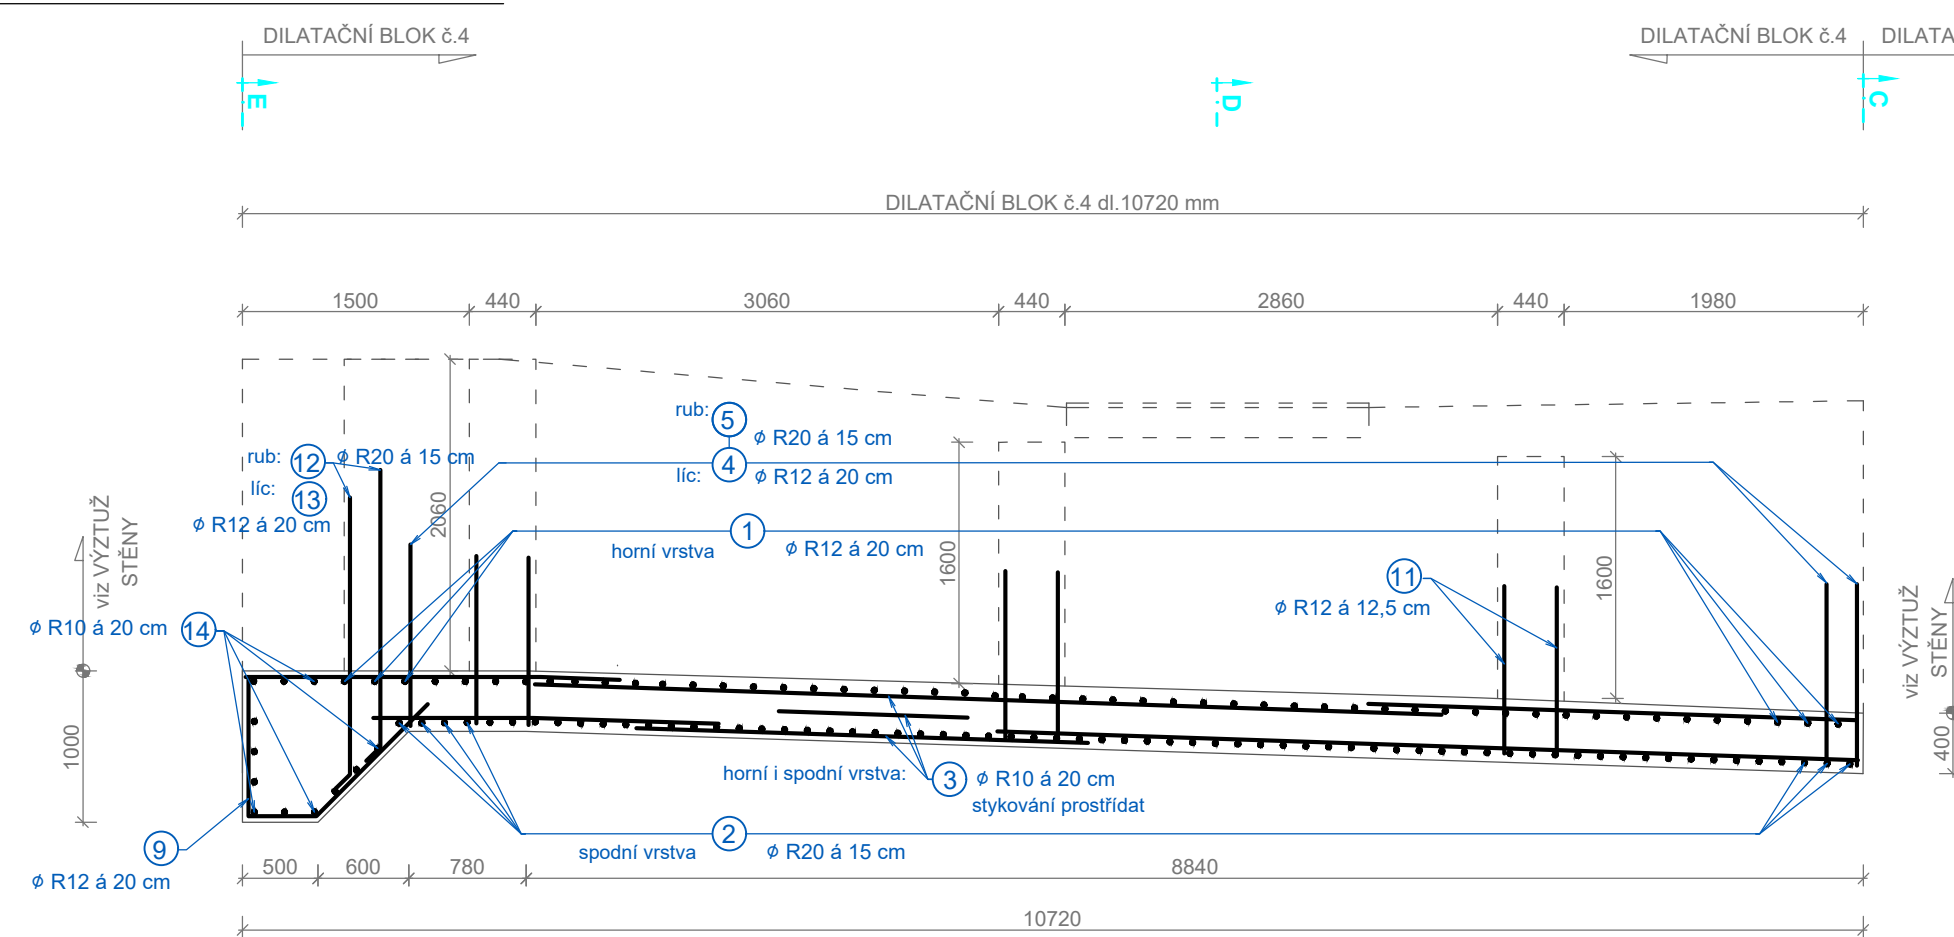 DILATAČNÍ BLOK č.4
DILATAČNÍ BLOK č.4
DILATA
E
D
C
DILATAČNÍ BLOK č.4 dl.10720 mm
1500
440
3060
440
2860
440
1980
rub: 5 ϕ R20 á 15 cm
líc: 4 ϕ R12 á 20 cm
rub: 12 ϕ R20 á 15 cm
líc: 13
ϕ R12 á 20 cm
2060
1 horní vrstva ϕ R12 á 20 cm
1600
11
ϕ R12 á 12,5 cm
1600
viz VÝZTUŽ
STĚNY
viz VÝZTUŽ
STĚNY
ϕ R10 á 20 cm 14
1000
400
horní i spodní vrstva: 3 ϕ R10 á 20 cm
stykování prostřídat
2
spodní vrstva ϕ R20 á 15 cm
9
ϕ R12 á 20 cm
500
600
780
8840
10720